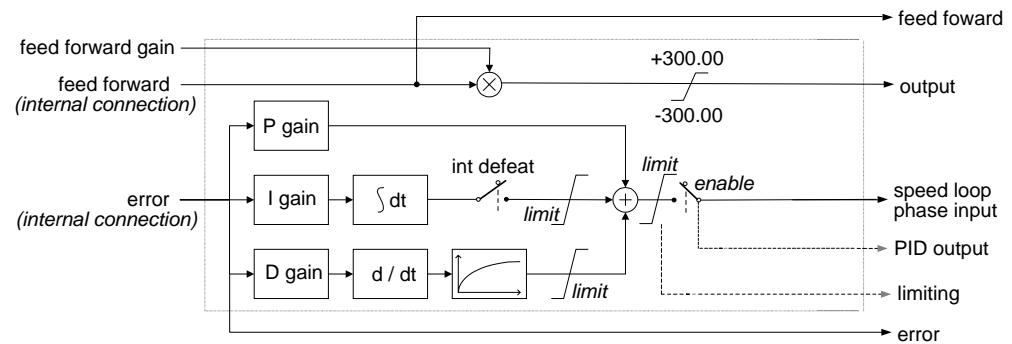 feed foward
feed forward gain
+300.00
feed forward
(internal connection)
output
-300.00
P gain
int defeat
limit
enable
error
(internal connection)
I gain
∫ dt
limit
speed loop
phase input
PID output
D gain
d / dt
limit
limiting
error